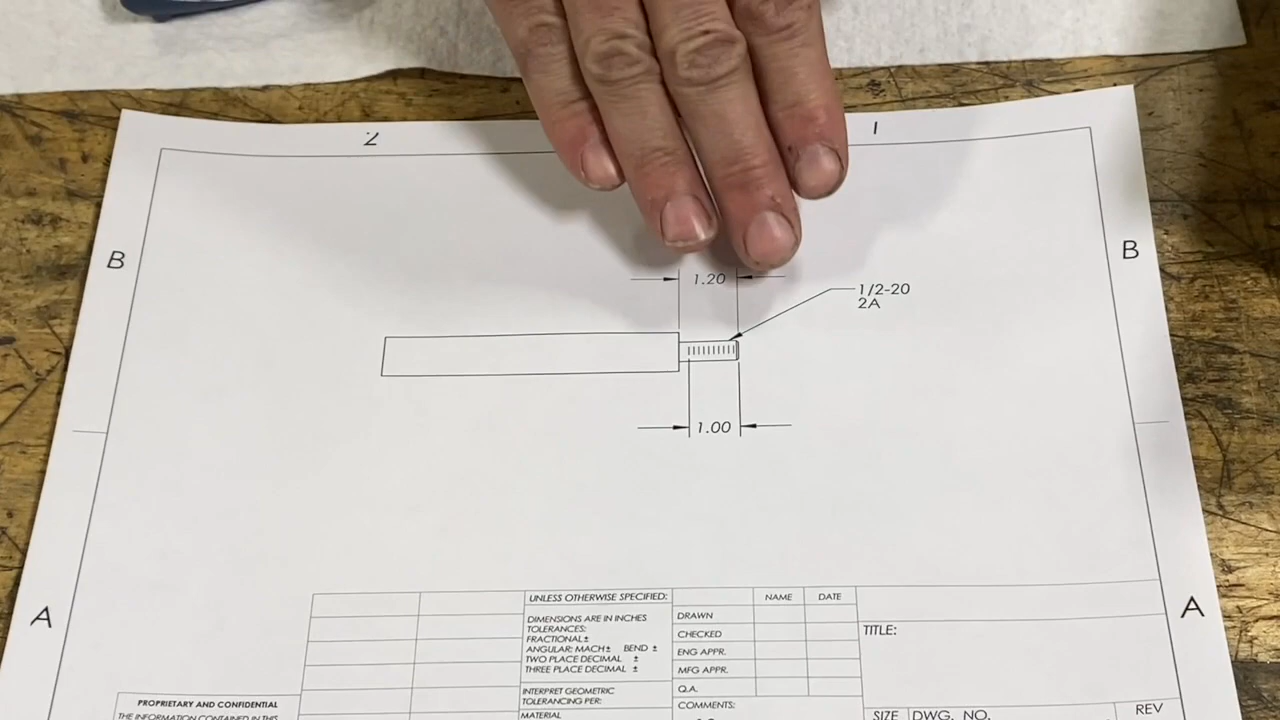 2
1
B
B
1.20
1/2-20
2A
1.00
A
A
UNLESS OTHERWISE SPECIFIED:
NAME
DATE
DIMENSIONS ARE IN INCHES
TOLERANCES:
FRACTIONAL ±
ANGULAR: MACH ± BEND ±
TWO PLACE DECIMAL ±
THREE PLACE DECIMAL ±
DRAWN
CHECKED
ENG APPR.
MFG APPR.
Q.A.
COMMENTS:
TITLE:
INTERPRET GEOMETRIC
TOLERANCING PER:
MATERIAL
PROPRIETARY AND CONFIDENTIAL
THE INFORMATION CONTAINED IN THIS
SIZE
DWG. NO.
REV